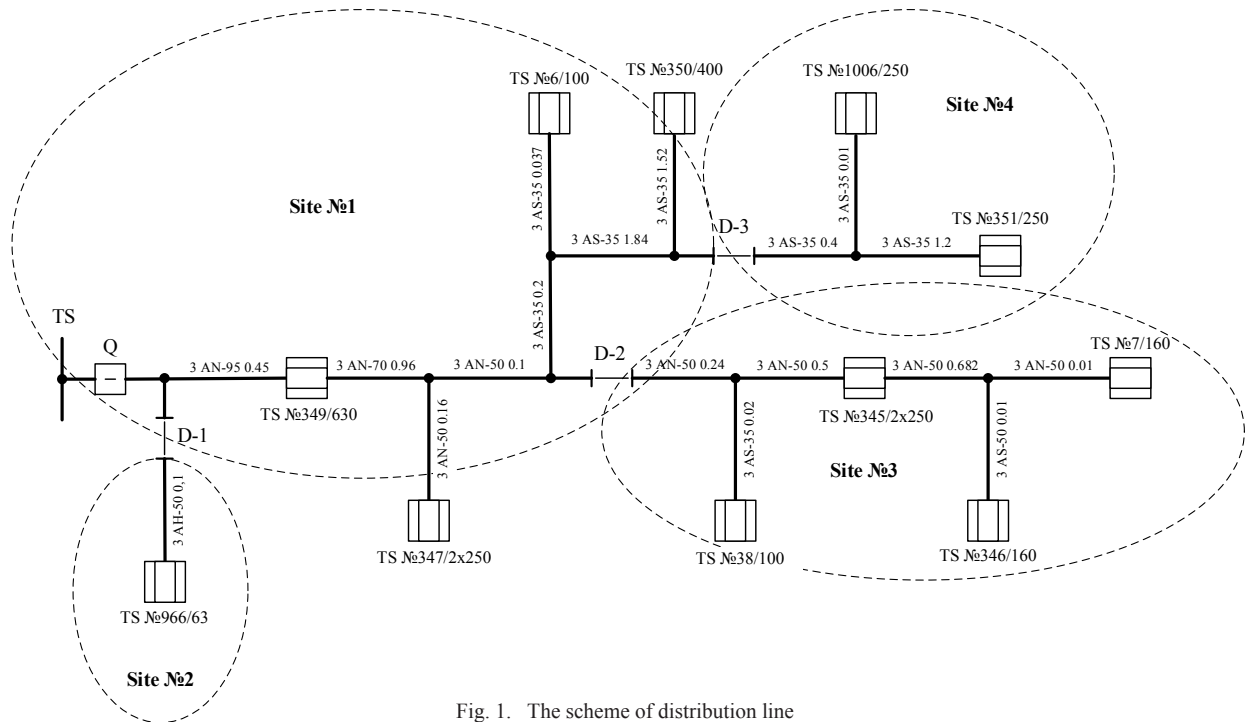 TS №6/100
TS №350/400
TS №1006/250
Site №4
3 AS-35 0.037
3 AS-35 1.52
3 AS-35 0.01
Site №1
TS №351/250
3 AS-35 1.84
D-3
3 AS-35 0.4
3 AS-35 1.2
3 AS-35 0.2
TS
Q
3 AN-95 0.45
3 AN-70 0.96
3 AN-50 0.1
D-2
3 AN-50 0.24
3 AN-50 0.5
3 AN-50 0.682
3 AN-50 0.01
TS №7/160
TS №349/630
TS №345/2x250
D-1
3 AN-50 0.16
3 AS-35 0.02
3 AS-50 0.01
Site №3
3 AH-50 0,1
TS №347/2x250
TS №38/100
TS №346/160
TS №966/63
Site №2
Fig. 1. The scheme of distribution line